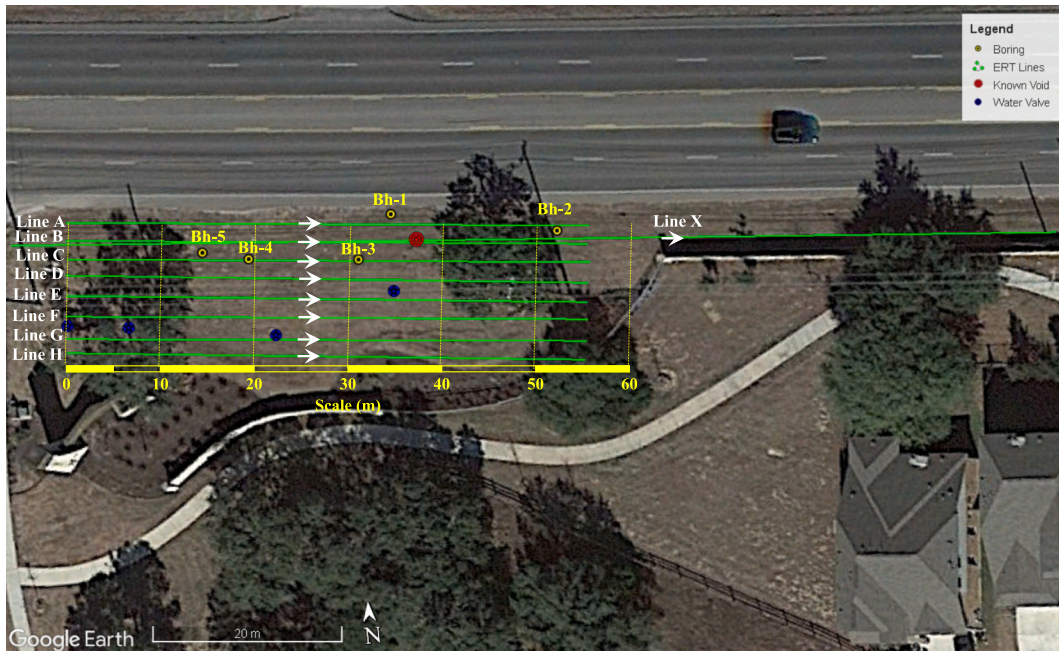 Legend
Boring
ERT Lines
Known Void
Water Valve
Bh-1
Bh-2
Line A
Line X
Line B
Bh-5
Bh-4
Bh-3
Line C
Line D
Line E
Line F
Line G
Line H
0 10 20 30 40 50 60
Scale (m)
Google Earth
20 m
N